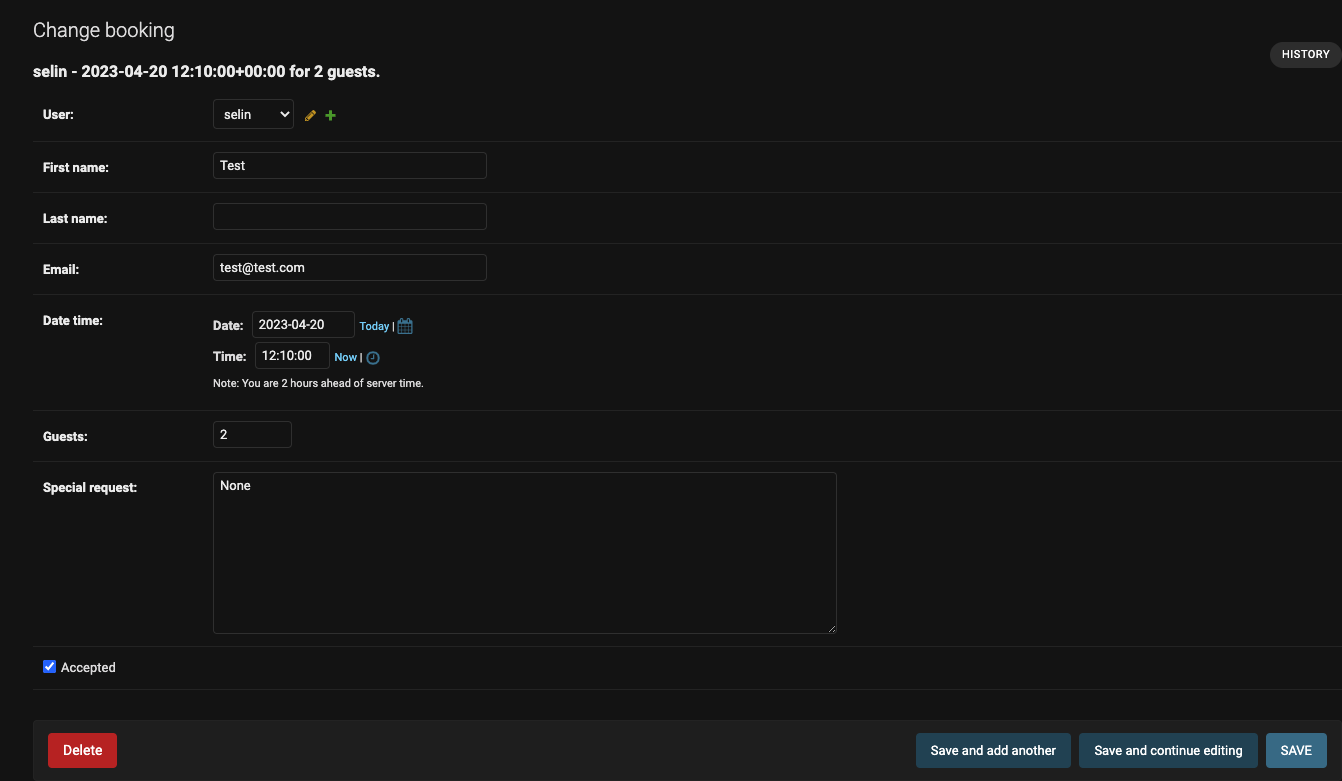 Change booking
HISTORY
selin - 2023-04-20 12:10:00+00:00 for 2 guests.
User: selin
First name: Test
Last name:
Email: test@test.com
Date time: Date: 2023-04-20 Today |
Time: 12:10:00 Now |
Note: You are 2 hours ahead of server time.
Guests: 2
Special request: None
Accepted
Delete Save and add another Save and continue editing SAVE